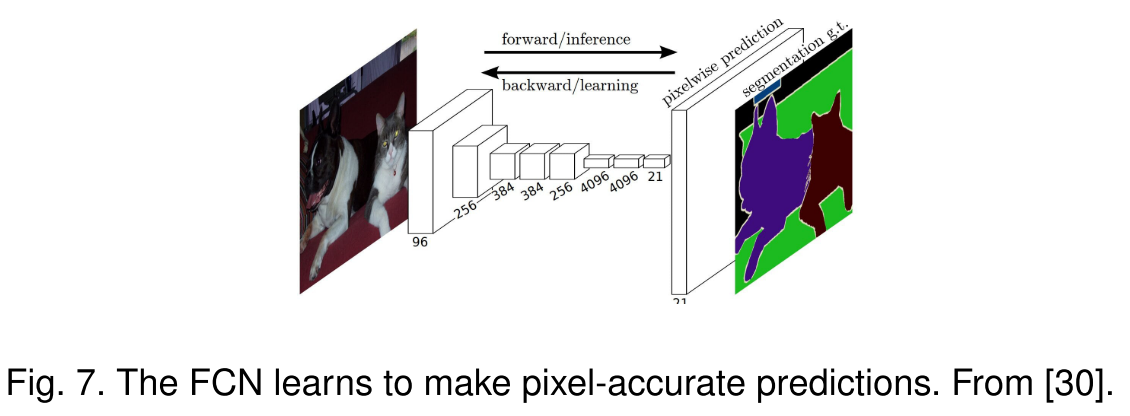 forward/inference
backward/learning
pixelwise prediction
segmentation g.t.
96
256
384
384
256
4096
4096
21
21
Fig. 7. The FCN learns to make pixel-accurate predictions. From [30].